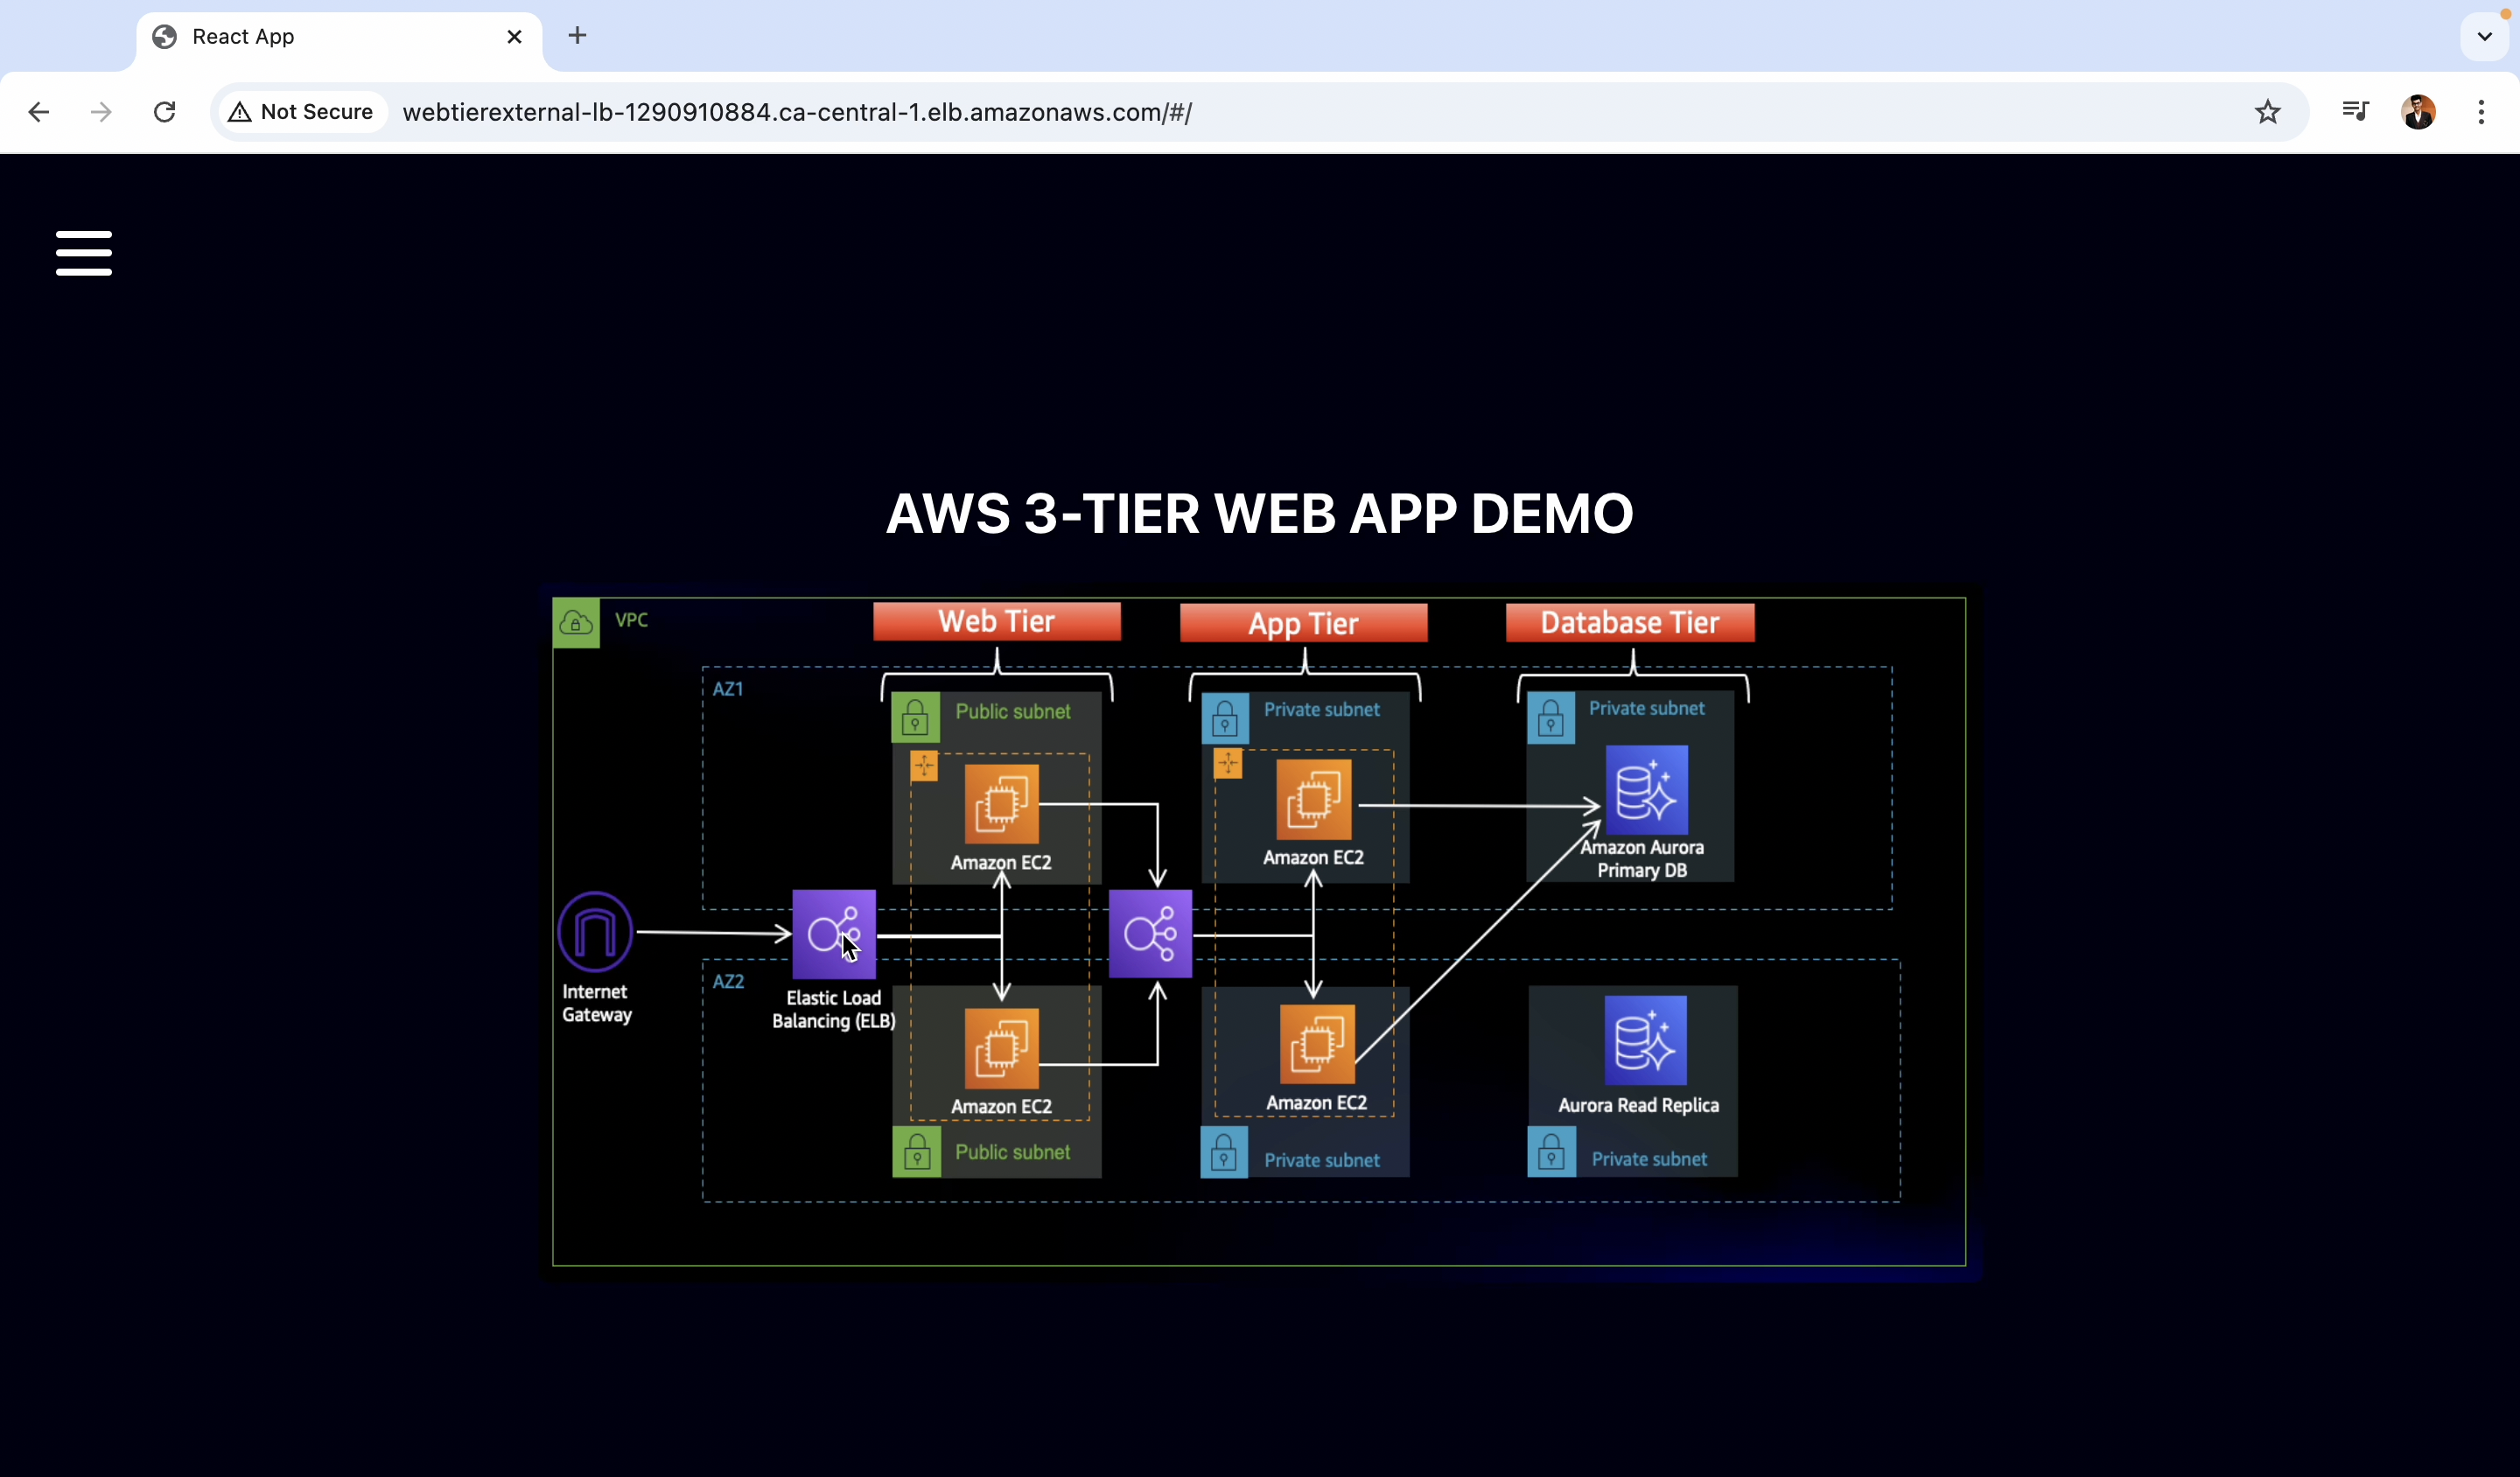 React App
Not Secure webtierexternal-lb-1290910884.ca-central-1.elb.amazonaws.com/#/
AWS 3-TIER WEB APP DEMO
VPC
Web Tier
App Tier
Database Tier
AZ1
Public subnet
Private subnet
Private subnet
Amazon EC2
Amazon EC2
Amazon Aurora
Primary DB
Internet
Gateway
Elastic Load
Balancing (ELB)
AZ2
Amazon EC2
Amazon EC2
Aurora Read Replica
Public subnet
Private subnet
Private subnet